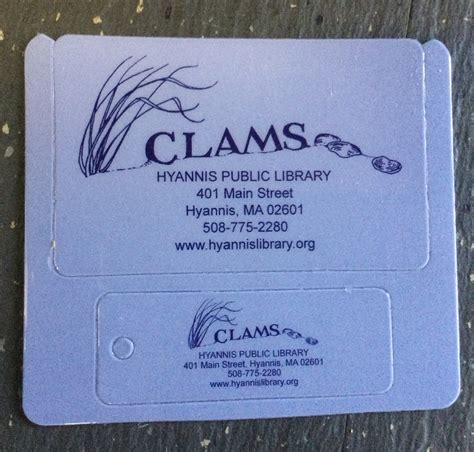 CLAMS
HYANNIS PUBLIC LIBRARY
401 Main Street
Hyannis, MA 02601
508-775-2280
www.hyannislibrary.org
CLAMS
HYANNIS PUBLIC LIBRARY
401 Main Street, Hyannis, MA 02601
508-775-2280
www.hyannislibrary.org